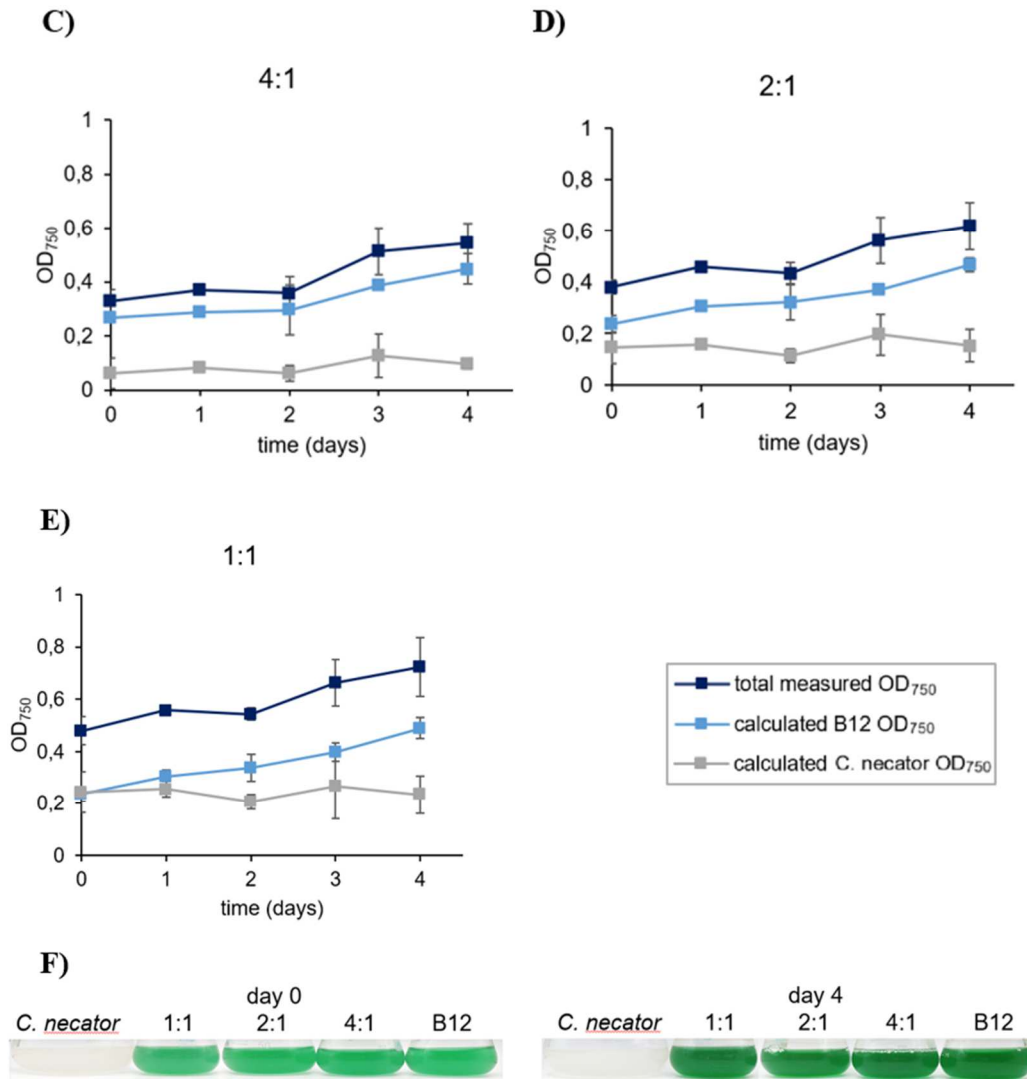 C)
4:1
1
0,8
0,6
0,4
0,2
0
OD750
0 1 2 3 4
time (days)
D)
2:1
1
0,8
0,6
0,4
0,2
0
OD750
0 1 2 3 4
time (days)
E)
1:1
1
0,8
0,6
0,4
0,2
0
OD750
0 1 2 3 4
time (days)
total measured OD750
calculated B12 OD750
calculated C. necator OD750
F)
day 0
C. necator 1:1 2:1 4:1 B12
day 4
C. necator 1:1 2:1 4:1 B12